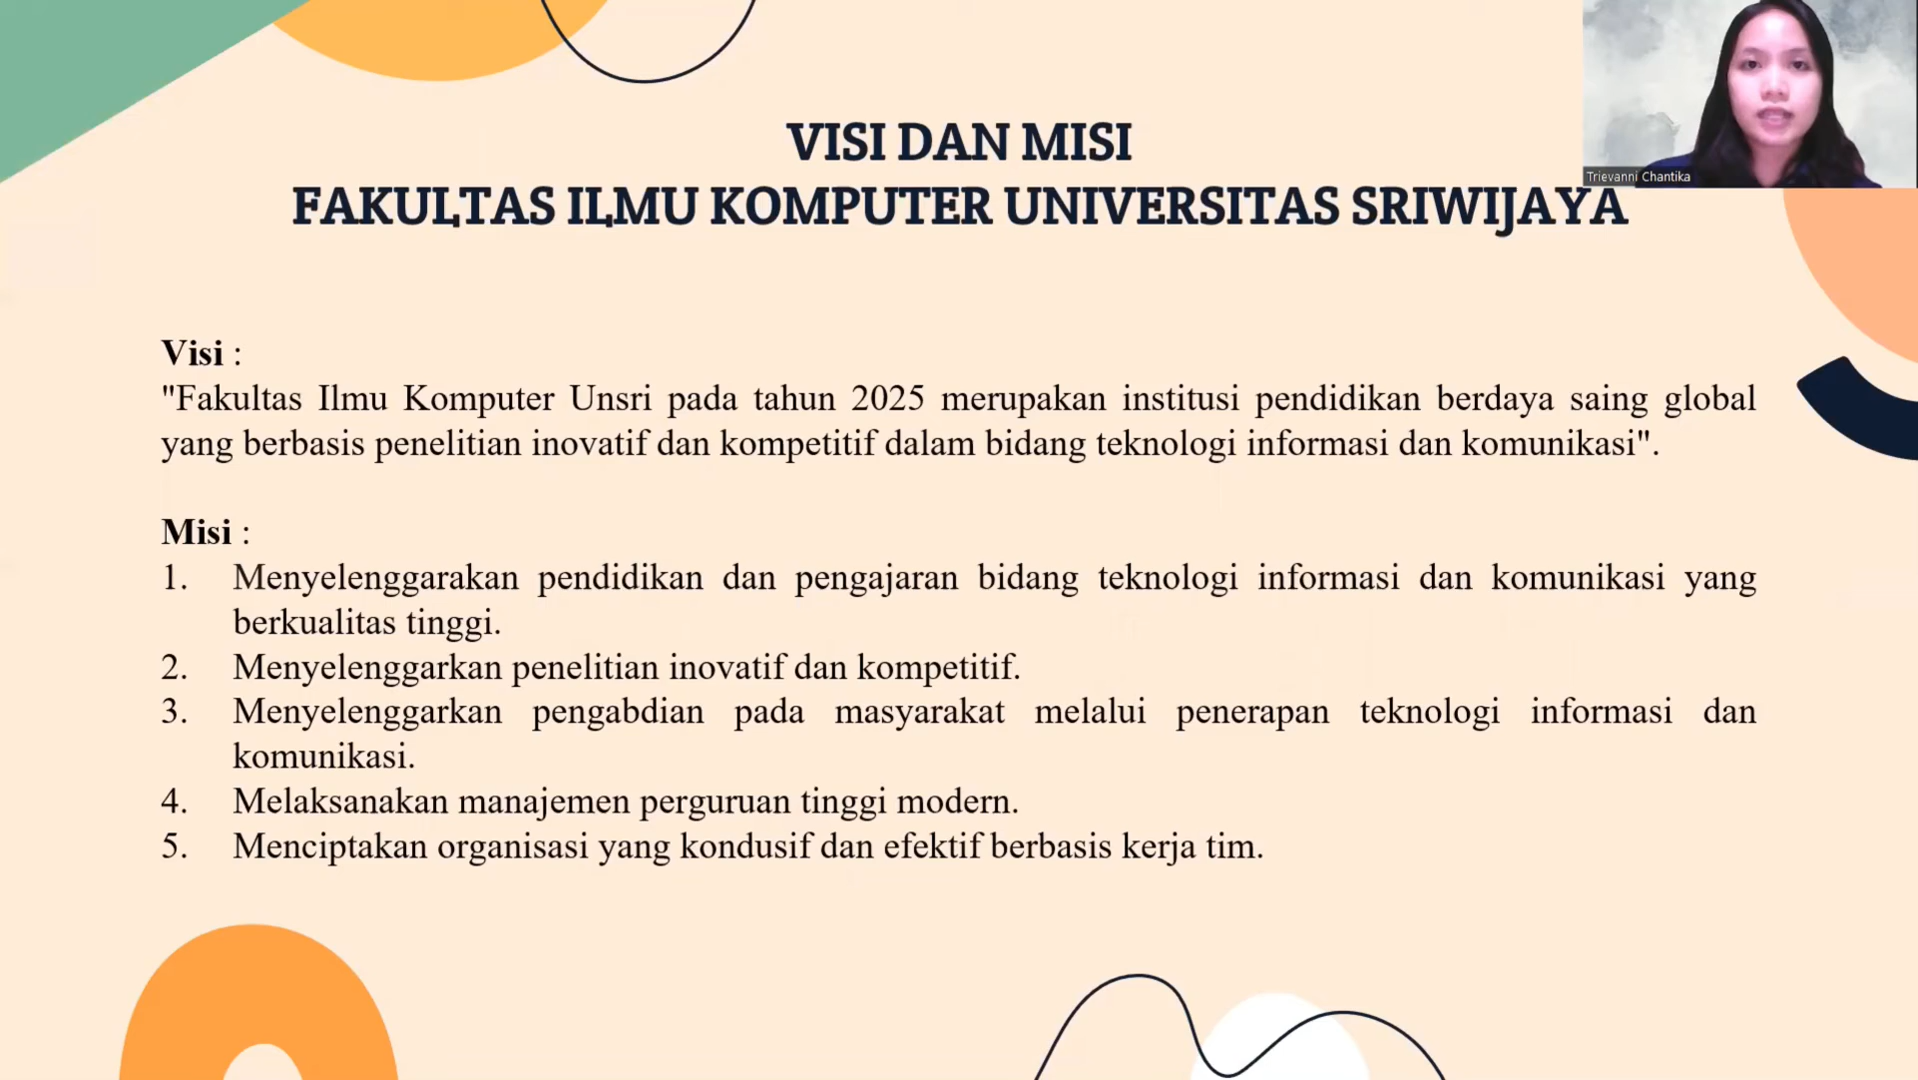 VISI DAN MISI
FAKULTAS ILMU KOMPUTER UNIVERSITAS SRIWIJAYA
Trievanni Chantika
Visi :
"Fakultas Ilmu Komputer Unsri pada tahun 2025 merupakan institusi pendidikan berdaya saing global
yang berbasis penelitian inovatif dan kompetitif dalam bidang teknologi informasi dan komunikasi".
Misi :
1. Menyelenggarakan pendidikan dan pengajaran bidang teknologi informasi dan komunikasi yang
berkualitas tinggi.
2. Menyelenggarkan penelitian inovatif dan kompetitif.
3. Menyelenggarkan pengabdian pada masyarakat melalui penerapan teknologi informasi dan
komunikasi.
4. Melaksanakan manajemen perguruan tinggi modern.
5. Menciptakan organisasi yang kondusif dan efektif berbasis kerja tim.